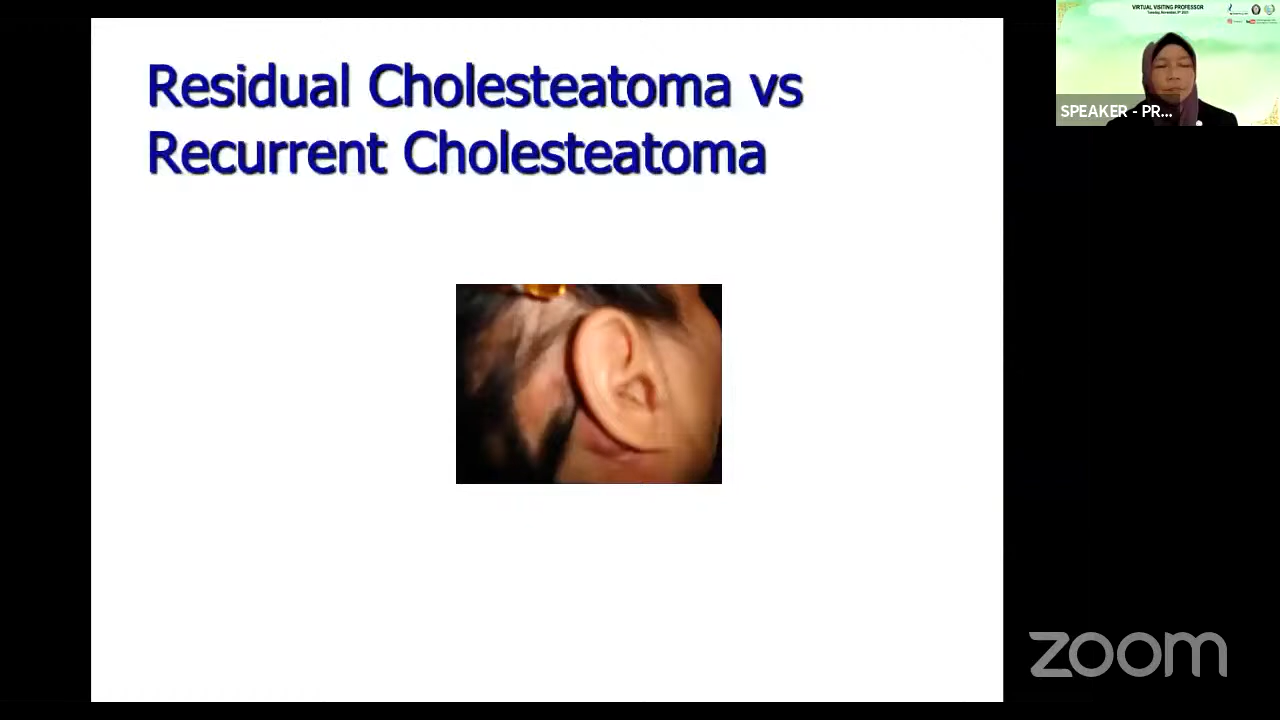 Residual Cholesteatoma vs
Recurrent Cholesteatoma
VIRTUAL VISITING PROFESSOR
SPEAKER - PR...
zoom